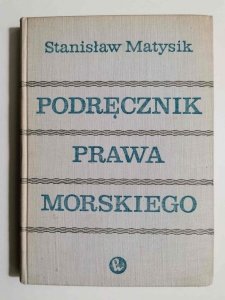 Stanisław Matysik
PODRĘCZNIK
PRAWA
MORSKIEGO